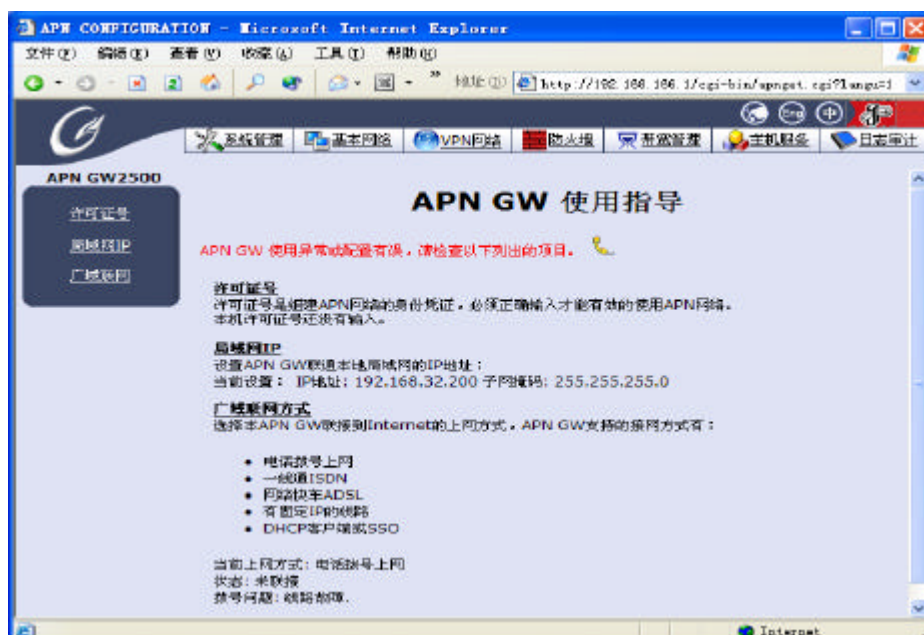 APN CONFIGURATION - Microsoft Internet Explorer
文件(F) 编辑(E) 查看(V) 收藏(A) 工具(T) 帮助(H)
地址(D) http://192.168.186.1/cgi-bin/apngst.cgi?langu=1
Eng 中
系统管理 基本网络 VPN网络 防火墙 带宽管理 主机服务 日志审计
APN GW2500
许可证号
局域网IP
广域联网
APN GW 使用指导
APN GW 使用异常或配置有误，请检查以下列出的项目。
许可证号
许可证号是组建APN网络的身份凭证，必须正确输入才能有效的使用APN网络。
本机许可证号还没有输入。
局域网IP
设置APN GW联通本地局域网的IP地址；
当前设置： IP地址: 192.168.32.200 子网掩码: 255.255.255.0
广域联网方式
选择本APN GW联接到Internet的上网方式，APN GW支持的接网方式有：
• 电话拨号上网
• 一线通ISDN
• 网络快车ADSL
• 有固定IP的线路
• DHCP客户端或SSO
当前上网方式: 电话拨号上网
状态: 未联接
拨号问题: 线路故障.
Internet